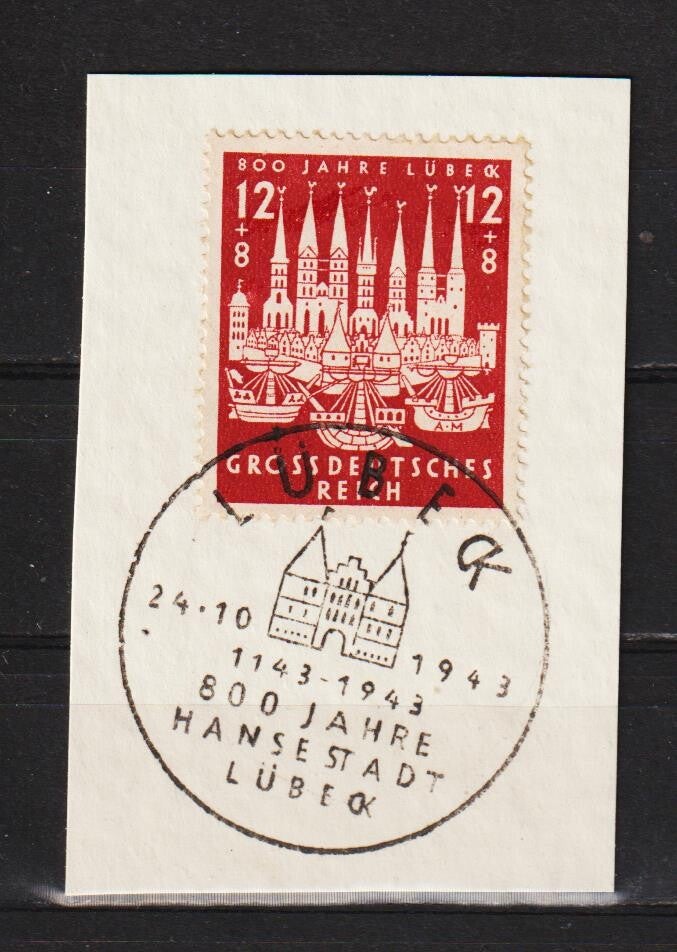 800 JAHRE LÜBECK
12 12
+ +
8 8
A·M
GROSSDEUTSCHES
REICH
LÜBECK
24·10 1943
1143-1943
800 JAHRE
HANSESTADT
LÜBECK